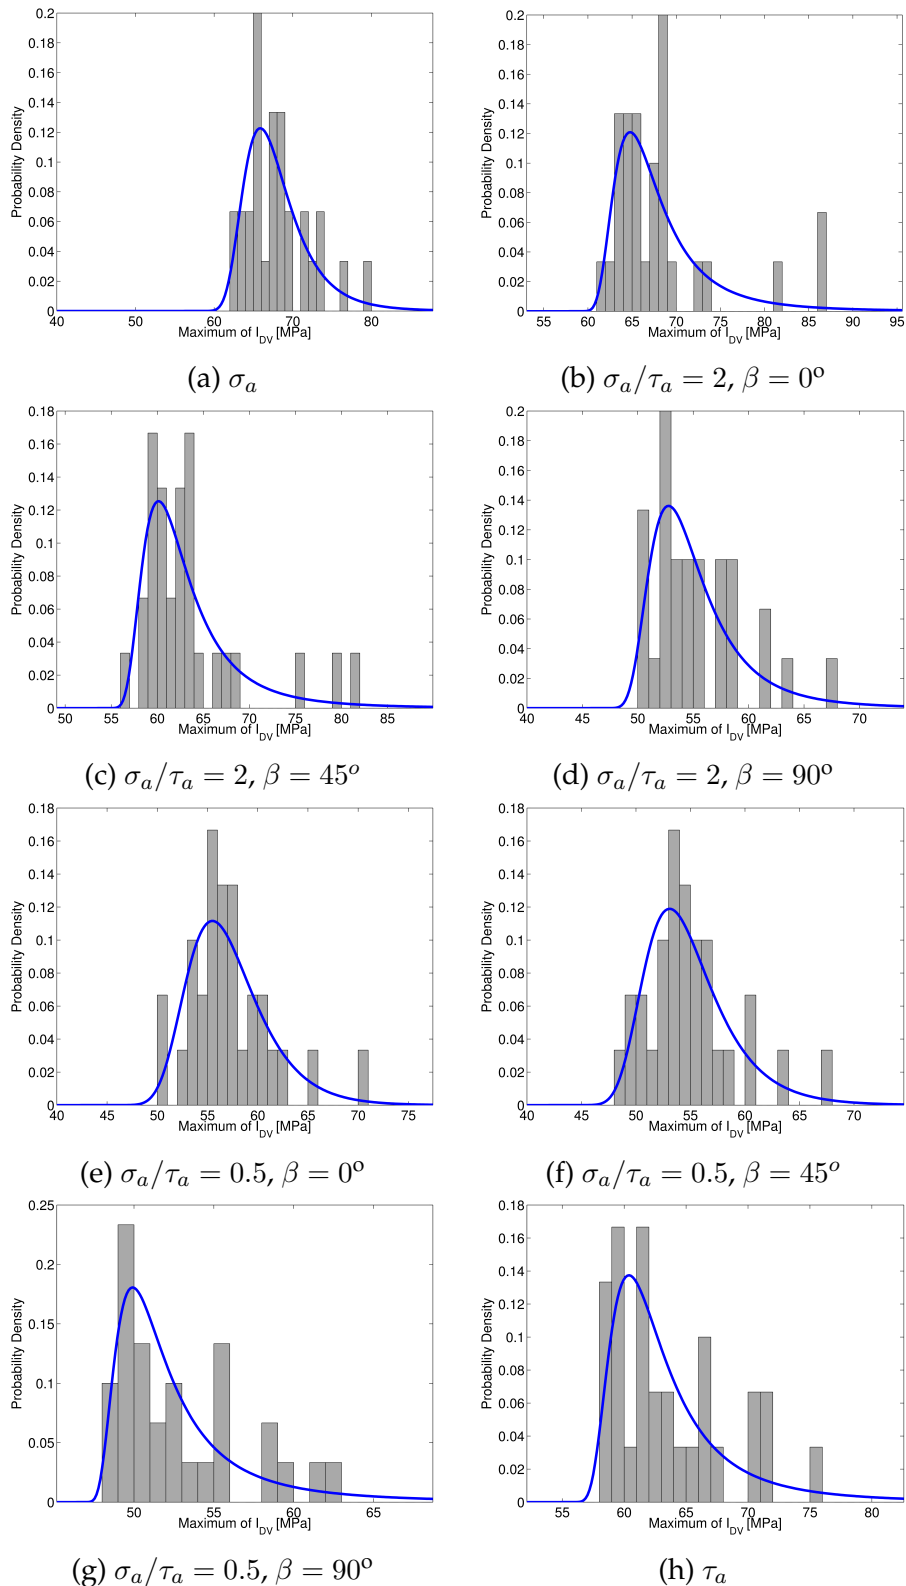 0.2
0.18
0.16
0.14
0.12
0.1
0.08
0.06
0.04
0.02
0
Probability Density
40 50 60 70 80
Maximum of I_DV [MPa]
(a) σ_a
0.2
0.18
0.16
0.14
0.12
0.1
0.08
0.06
0.04
0.02
0
Probability Density
55 60 65 70 75 80 85 90 95
Maximum of I_DV [MPa]
(b) σ_a/τ_a = 2, β = 0º
0.18
0.16
0.14
0.12
0.1
0.08
0.06
0.04
0.02
0
Probability Density
50 55 60 65 70 75 80 85
Maximum of I_DV [MPa]
(c) σ_a/τ_a = 2, β = 45^o
0.2
0.18
0.16
0.14
0.12
0.1
0.08
0.06
0.04
0.02
0
Probability Density
40 45 50 55 60 65 70
Maximum of I_DV [MPa]
(d) σ_a/τ_a = 2, β = 90º
0.18
0.16
0.14
0.12
0.1
0.08
0.06
0.04
0.02
0
Probability Density
40 45 50 55 60 65 70 75
Maximum of I_DV [MPa]
(e) σ_a/τ_a = 0.5, β = 0º
0.18
0.16
0.14
0.12
0.1
0.08
0.06
0.04
0.02
0
Probability Density
40 45 50 55 60 65 70
Maximum of I_DV [MPa]
(f) σ_a/τ_a = 0.5, β = 45^o
0.25
0.2
0.15
0.1
0.05
0
Probability Density
50 55 60 65
Maximum of I_DV [MPa]
(g) σ_a/τ_a = 0.5, β = 90º
0.18
0.16
0.14
0.12
0.1
0.08
0.06
0.04
0.02
0
Probability Density
55 60 65 70 75 80
Maximum of I_DV [MPa]
(h) τ_a